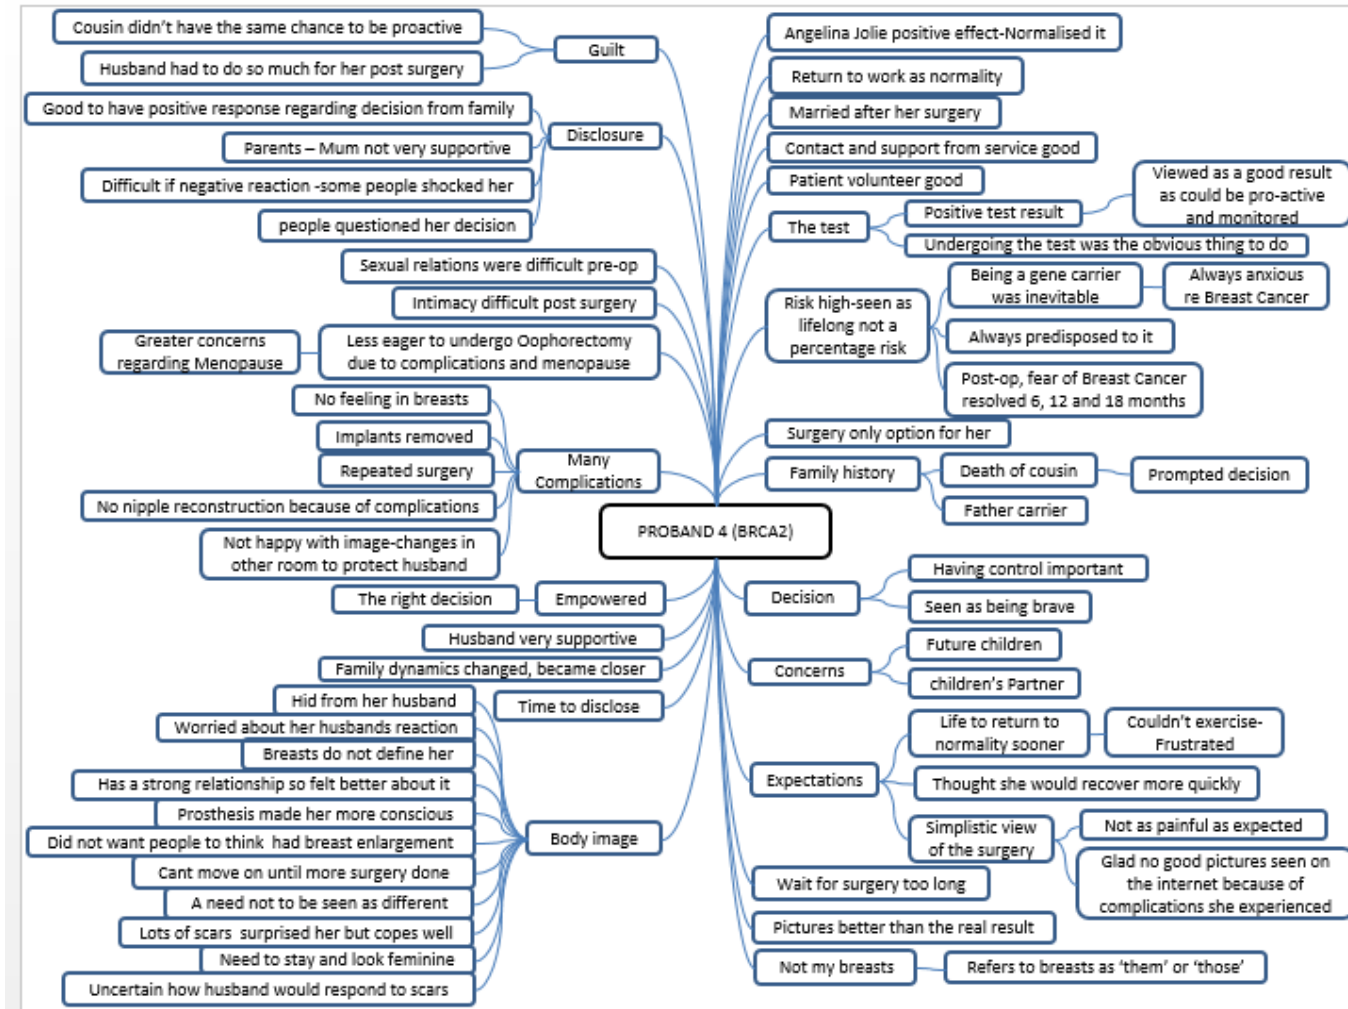 Cousin didn't have the same chance to be proactive
Husband had to do so much for her post surgery
Guilt
Good to have positive response regarding decision from family
Parents – Mum not very supportive
Difficult if negative reaction -some people shocked her
people questioned her decision
Disclosure
Sexual relations were difficult pre-op
Intimacy difficult post surgery
Greater concerns
regarding Menopause
Less eager to undergo Oophorectomy
due to complications and menopause
No feeling in breasts
Implants removed
Repeated surgery
No nipple reconstruction because of complications
Not happy with image-changes in
other room to protect husband
Many
Complications
The right decision
Empowered
Husband very supportive
Family dynamics changed, became closer
Time to disclose
Hid from her husband
Worried about her husbands reaction
Breasts do not define her
Has a strong relationship so felt better about it
Prosthesis made her more conscious
Did not want people to think had breast enlargement
Cant move on until more surgery done
A need not to be seen as different
Lots of scars surprised her but copes well
Need to stay and look feminine
Uncertain how husband would respond to scars
Body image
PROBAND 4 (BRCA2)
Angelina Jolie positive effect-Normalised it
Return to work as normality
Married after her surgery
Contact and support from service good
Patient volunteer good
The test
Positive test result
Viewed as a good result
as could be pro-active
and monitored
Undergoing the test was the obvious thing to do
Risk high-seen as
lifelong not a
percentage risk
Being a gene carrier
was inevitable
Always anxious
re Breast Cancer
Always predisposed to it
Post-op, fear of Breast Cancer
resolved 6, 12 and 18 months
Surgery only option for her
Family history
Death of cousin
Prompted decision
Father carrier
Decision
Having control important
Seen as being brave
Concerns
Future children
children's Partner
Expectations
Life to return to
normality sooner
Couldn't exercise-
Frustrated
Thought she would recover more quickly
Simplistic view
of the surgery
Not as painful as expected
Glad no good pictures seen on
the internet because of
complications she experienced
Wait for surgery too long
Pictures better than the real result
Not my breasts
Refers to breasts as 'them' or 'those'